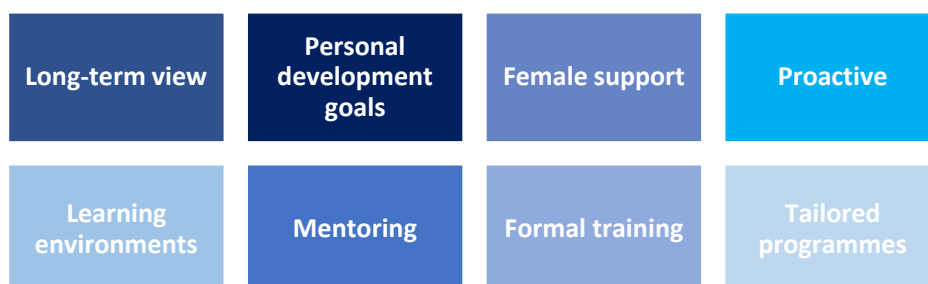 Long-term view
Personal
development
goals
Female support
Proactive
Learning
environments
Mentoring
Formal training
Tailored
programmes